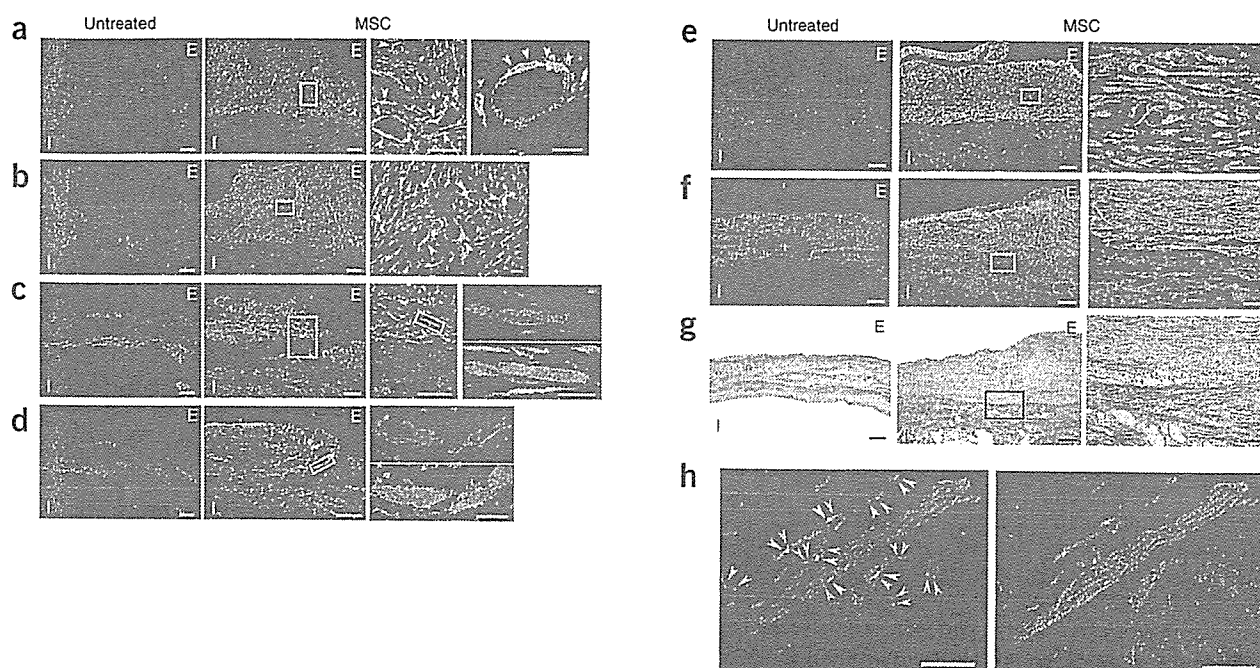 Untreated MSC
a E E
I I
b
I I
c E E
I I
d E E
I I
Untreated MSC
e E E
I I
f E E
I I
g E E
I
h